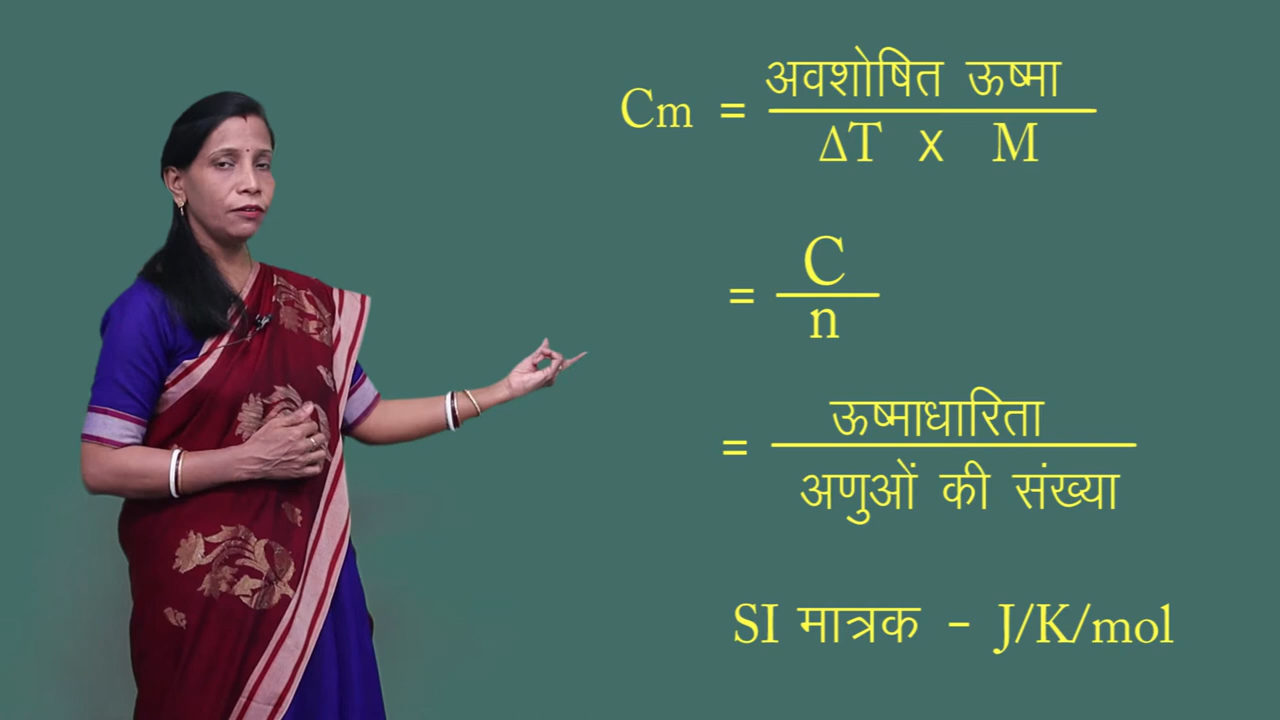 Cm = अवशोषित ऊष्मा
ΔT x M
= C
n
= ऊष्माधारिता
अणुओं की संख्या
SI मात्रक - J/K/mol